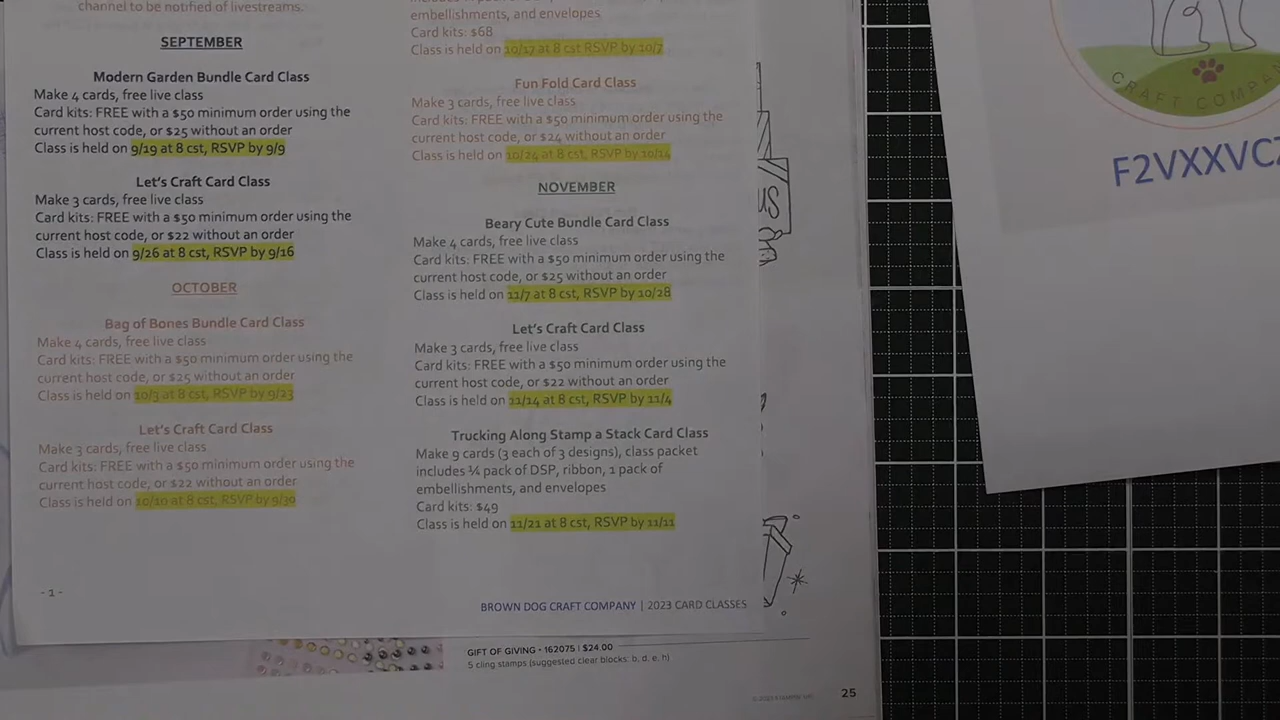 channel to be notified of livestreams.
SEPTEMBER
Modern Garden Bundle Card Class
Make 4 cards, free live class
Card kits: FREE with a $50 minimum order using the
current host code, or $25 without an order
Class is held on 9/19 at 8 cst, RSVP by 9/9
Let's Craft Card Class
Make 3 cards, free live class
Card kits: FREE with a $50 minimum order using the
current host code, or $22 without an order
Class is held on 9/26 at 8 cst, RSVP by 9/16
OCTOBER
Bag of Bones Bundle Card Class
Make 4 cards, free live class
Card kits: FREE with a $50 minimum order using the
current host code, or $25 without an order
Class is held on 10/3 at 8 cst, RSVP by 9/23
Let's Craft Card Class
Make 3 cards, free live class
Card kits: FREE with a $50 minimum order using the
current host code, or $22 without an order
Class is held on 10/10 at 8 cst, RSVP by 9/30
- 1 -
embellishments, and envelopes
Card kits: $68
Class is held on 10/17 at 8 cst RSVP by 10/7
Fun Fold Card Class
Make 3 cards, free live class
Card kits: FREE with a $50 minimum order using the
current host code, or $24 without an order
Class is held on 10/24 at 8 cst, RSVP by 10/14
NOVEMBER
Beary Cute Bundle Card Class
Make 4 cards, free live class
Card kits: FREE with a $50 minimum order using the
current host code, or $25 without an order
Class is held on 11/7 at 8 cst, RSVP by 10/28
Let's Craft Card Class
Make 3 cards, free live class
Card kits: FREE with a $50 minimum order using the
current host code, or $22 without an order
Class is held on 11/14 at 8 cst, RSVP by 11/4
Trucking Along Stamp a Stack Card Class
Make 9 cards (3 each of 3 designs), class packet
includes ¼ pack of DSP, ribbon, 1 pack of
embellishments, and envelopes
Card kits: $49
Class is held on 11/21 at 8 cst, RSVP by 11/11
BROWN DOG CRAFT COMPANY | 2023 CARD CLASSES
GIFT OF GIVING • 162075 | $24.00
5 cling stamps (suggested clear blocks: b, d, e, h)
25
US
CRAFT COMPAN
F2VXXVC